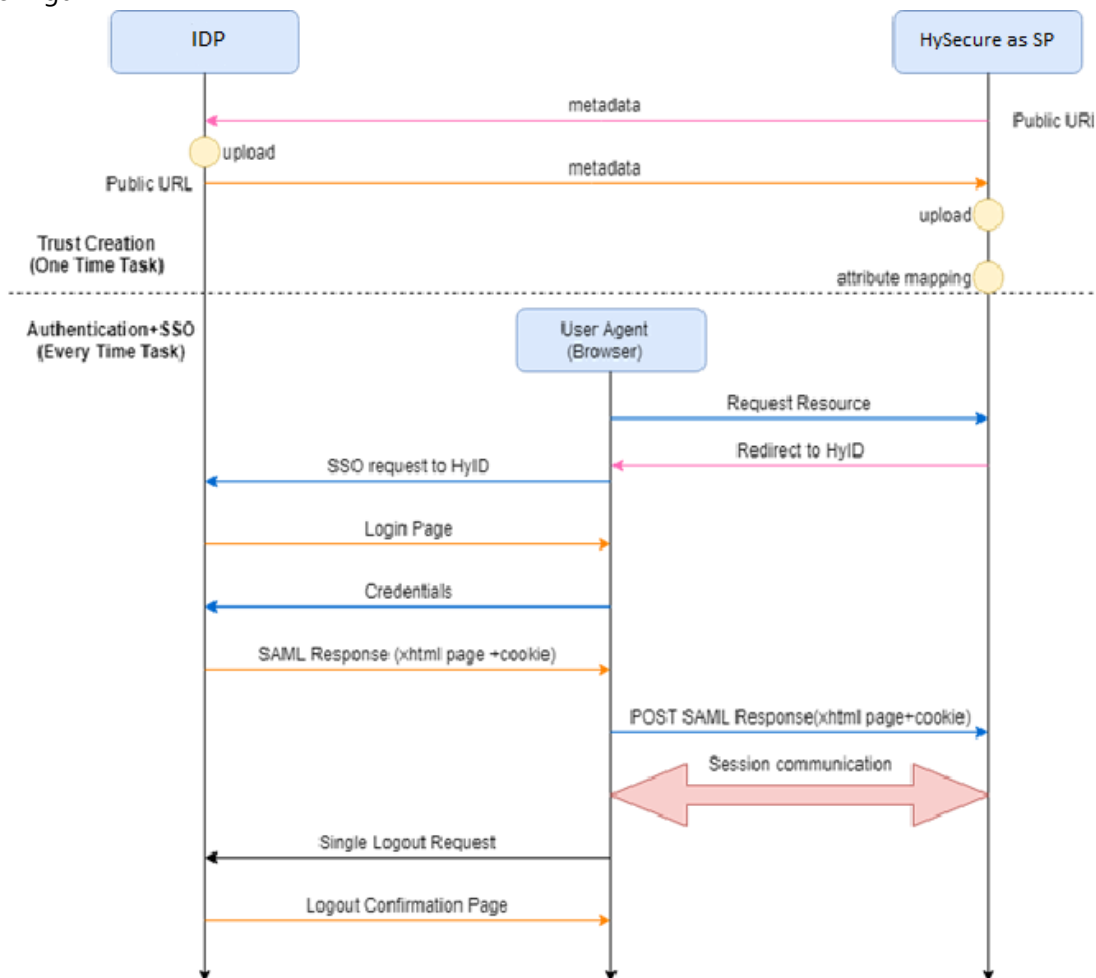 IDP
HySecure as SP
metadata
Public URI
upload
metadata
Public URL
upload
Trust Creation
(One Time Task)
attribute mapping
Authentication+SSO
(Every Time Task)
User Agent
(Browser)
Request Resource
Redirect to HyID
SSO request to HyID
Login Page
Credentials
SAML Response (xhtml page +cookie)
POST SAML Response(xhtml page+cookie)
Session communication
Single Logout Request
Logout Confirmation Page